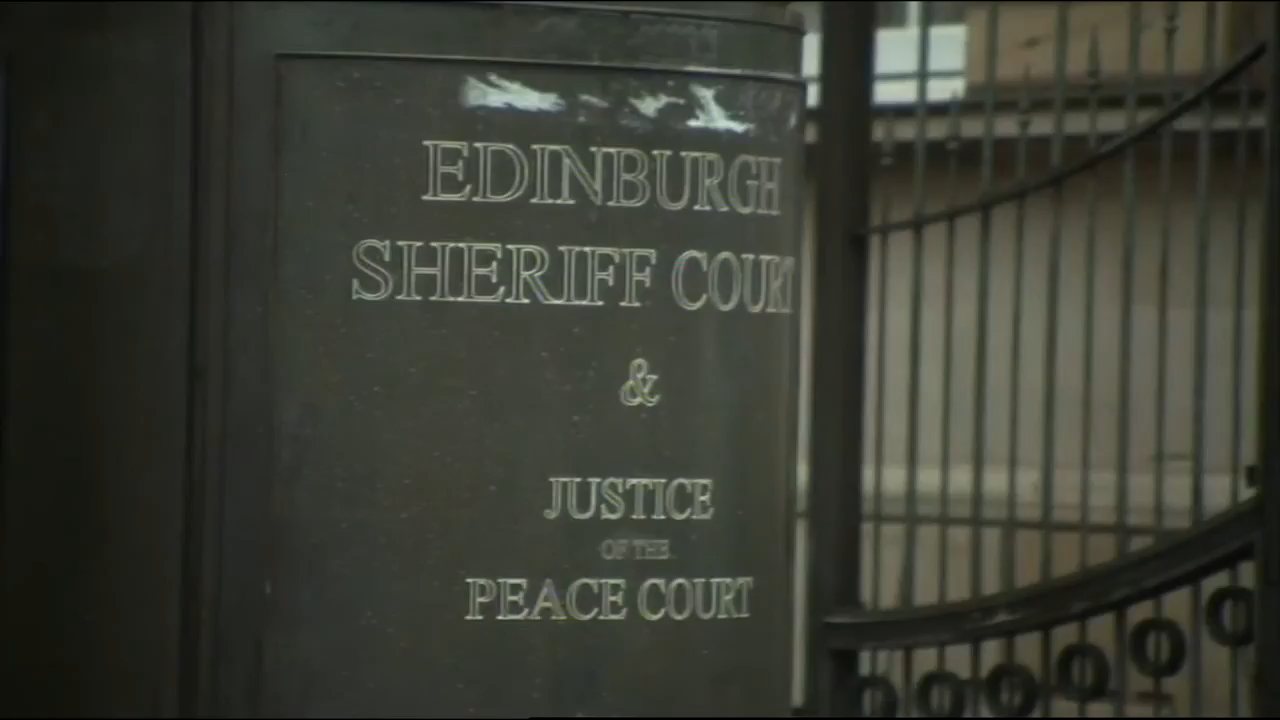 EDINBURGH
SHERIFF COURT
&
JUSTICE
OF THE
PEACE COURT